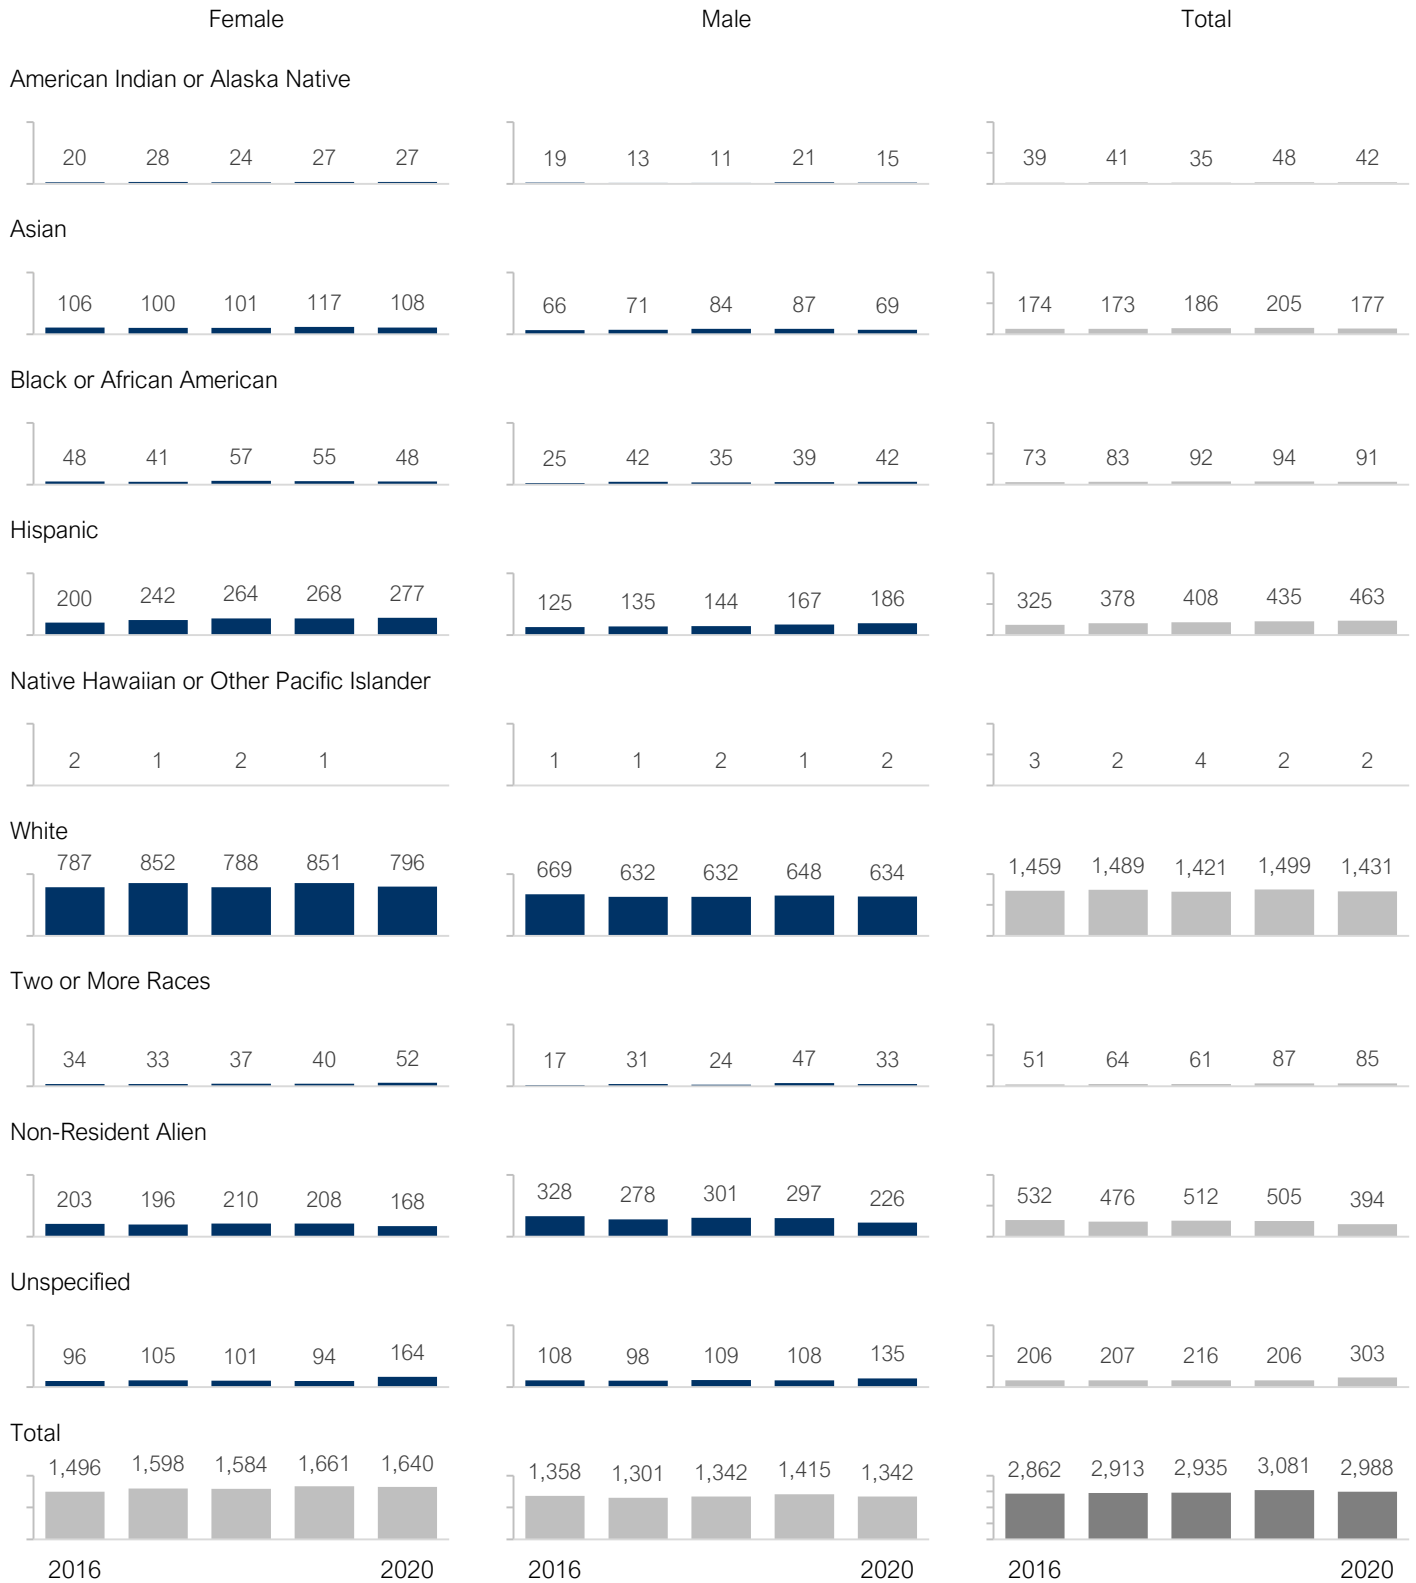 Female Male Total
American Indian or Alaska Native
20 28 24 27 27 19 13 11 21 15 39 41 35 48 42
Asian
106 100 101 117 108 66 71 84 87 69 174 173 186 205 177
Black or African American
48 41 57 55 48 25 42 35 39 42 73 83 92 94 91
Hispanic
200 242 264 268 277 125 135 144 167 186 325 378 408 435 463
Native Hawaiian or Other Pacific Islander
2 1 2 1 1 1 2 1 2 3 2 4 2 2
White
787 852 788 851 796 669 632 632 648 634 1,459 1,489 1,421 1,499 1,431
Two or More Races
34 33 37 40 52 17 31 24 47 33 51 64 61 87 85
Non-Resident Alien
203 196 210 208 168 328 278 301 297 226 532 476 512 505 394
Unspecified
96 105 101 94 164 108 98 109 108 135 206 207 216 206 303
Total
1,496 1,598 1,584 1,661 1,640 1,358 1,301 1,342 1,415 1,342 2,862 2,913 2,935 3,081 2,988
2016 2020 2016 2020 2016 2020